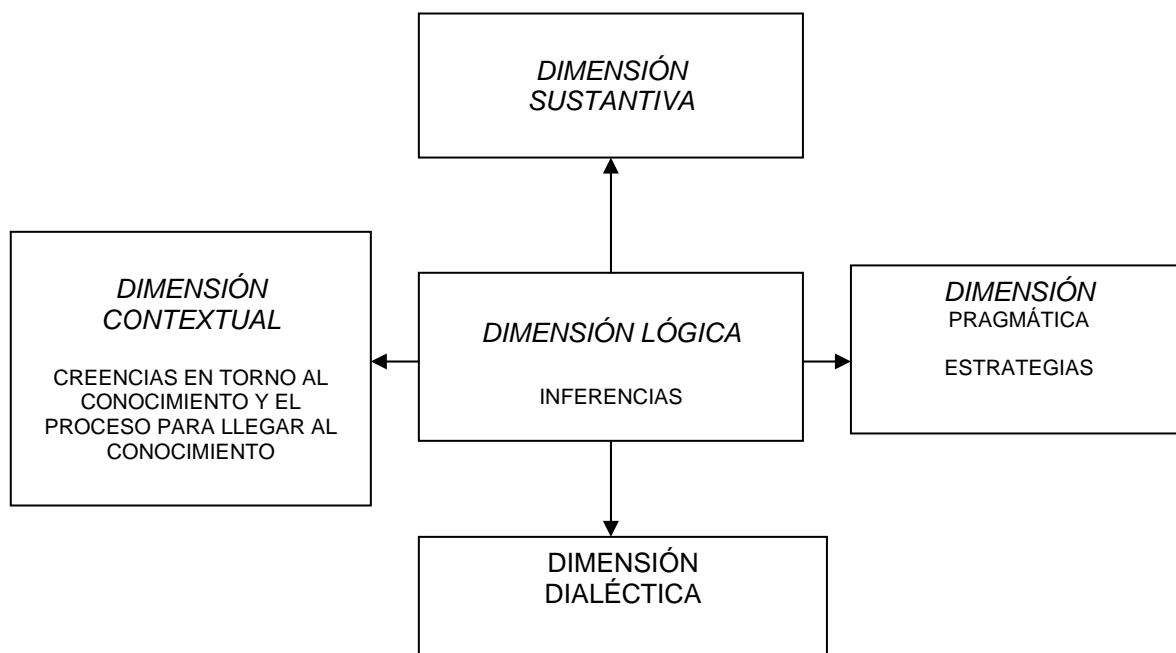 DIMENSIÓN
SUSTANTIVA
DIMENSIÓN
CONTEXTUAL
CREENCIAS EN TORNO AL
CONOCIMIENTO Y EL
PROCESO PARA LLEGAR AL
CONOCIMIENTO
DIMENSIÓN LÓGICA
INFERENCIAS
DIMENSIÓN
PRAGMÁTICA
ESTRATEGIAS
DIMENSIÓN
DIALÉCTICA